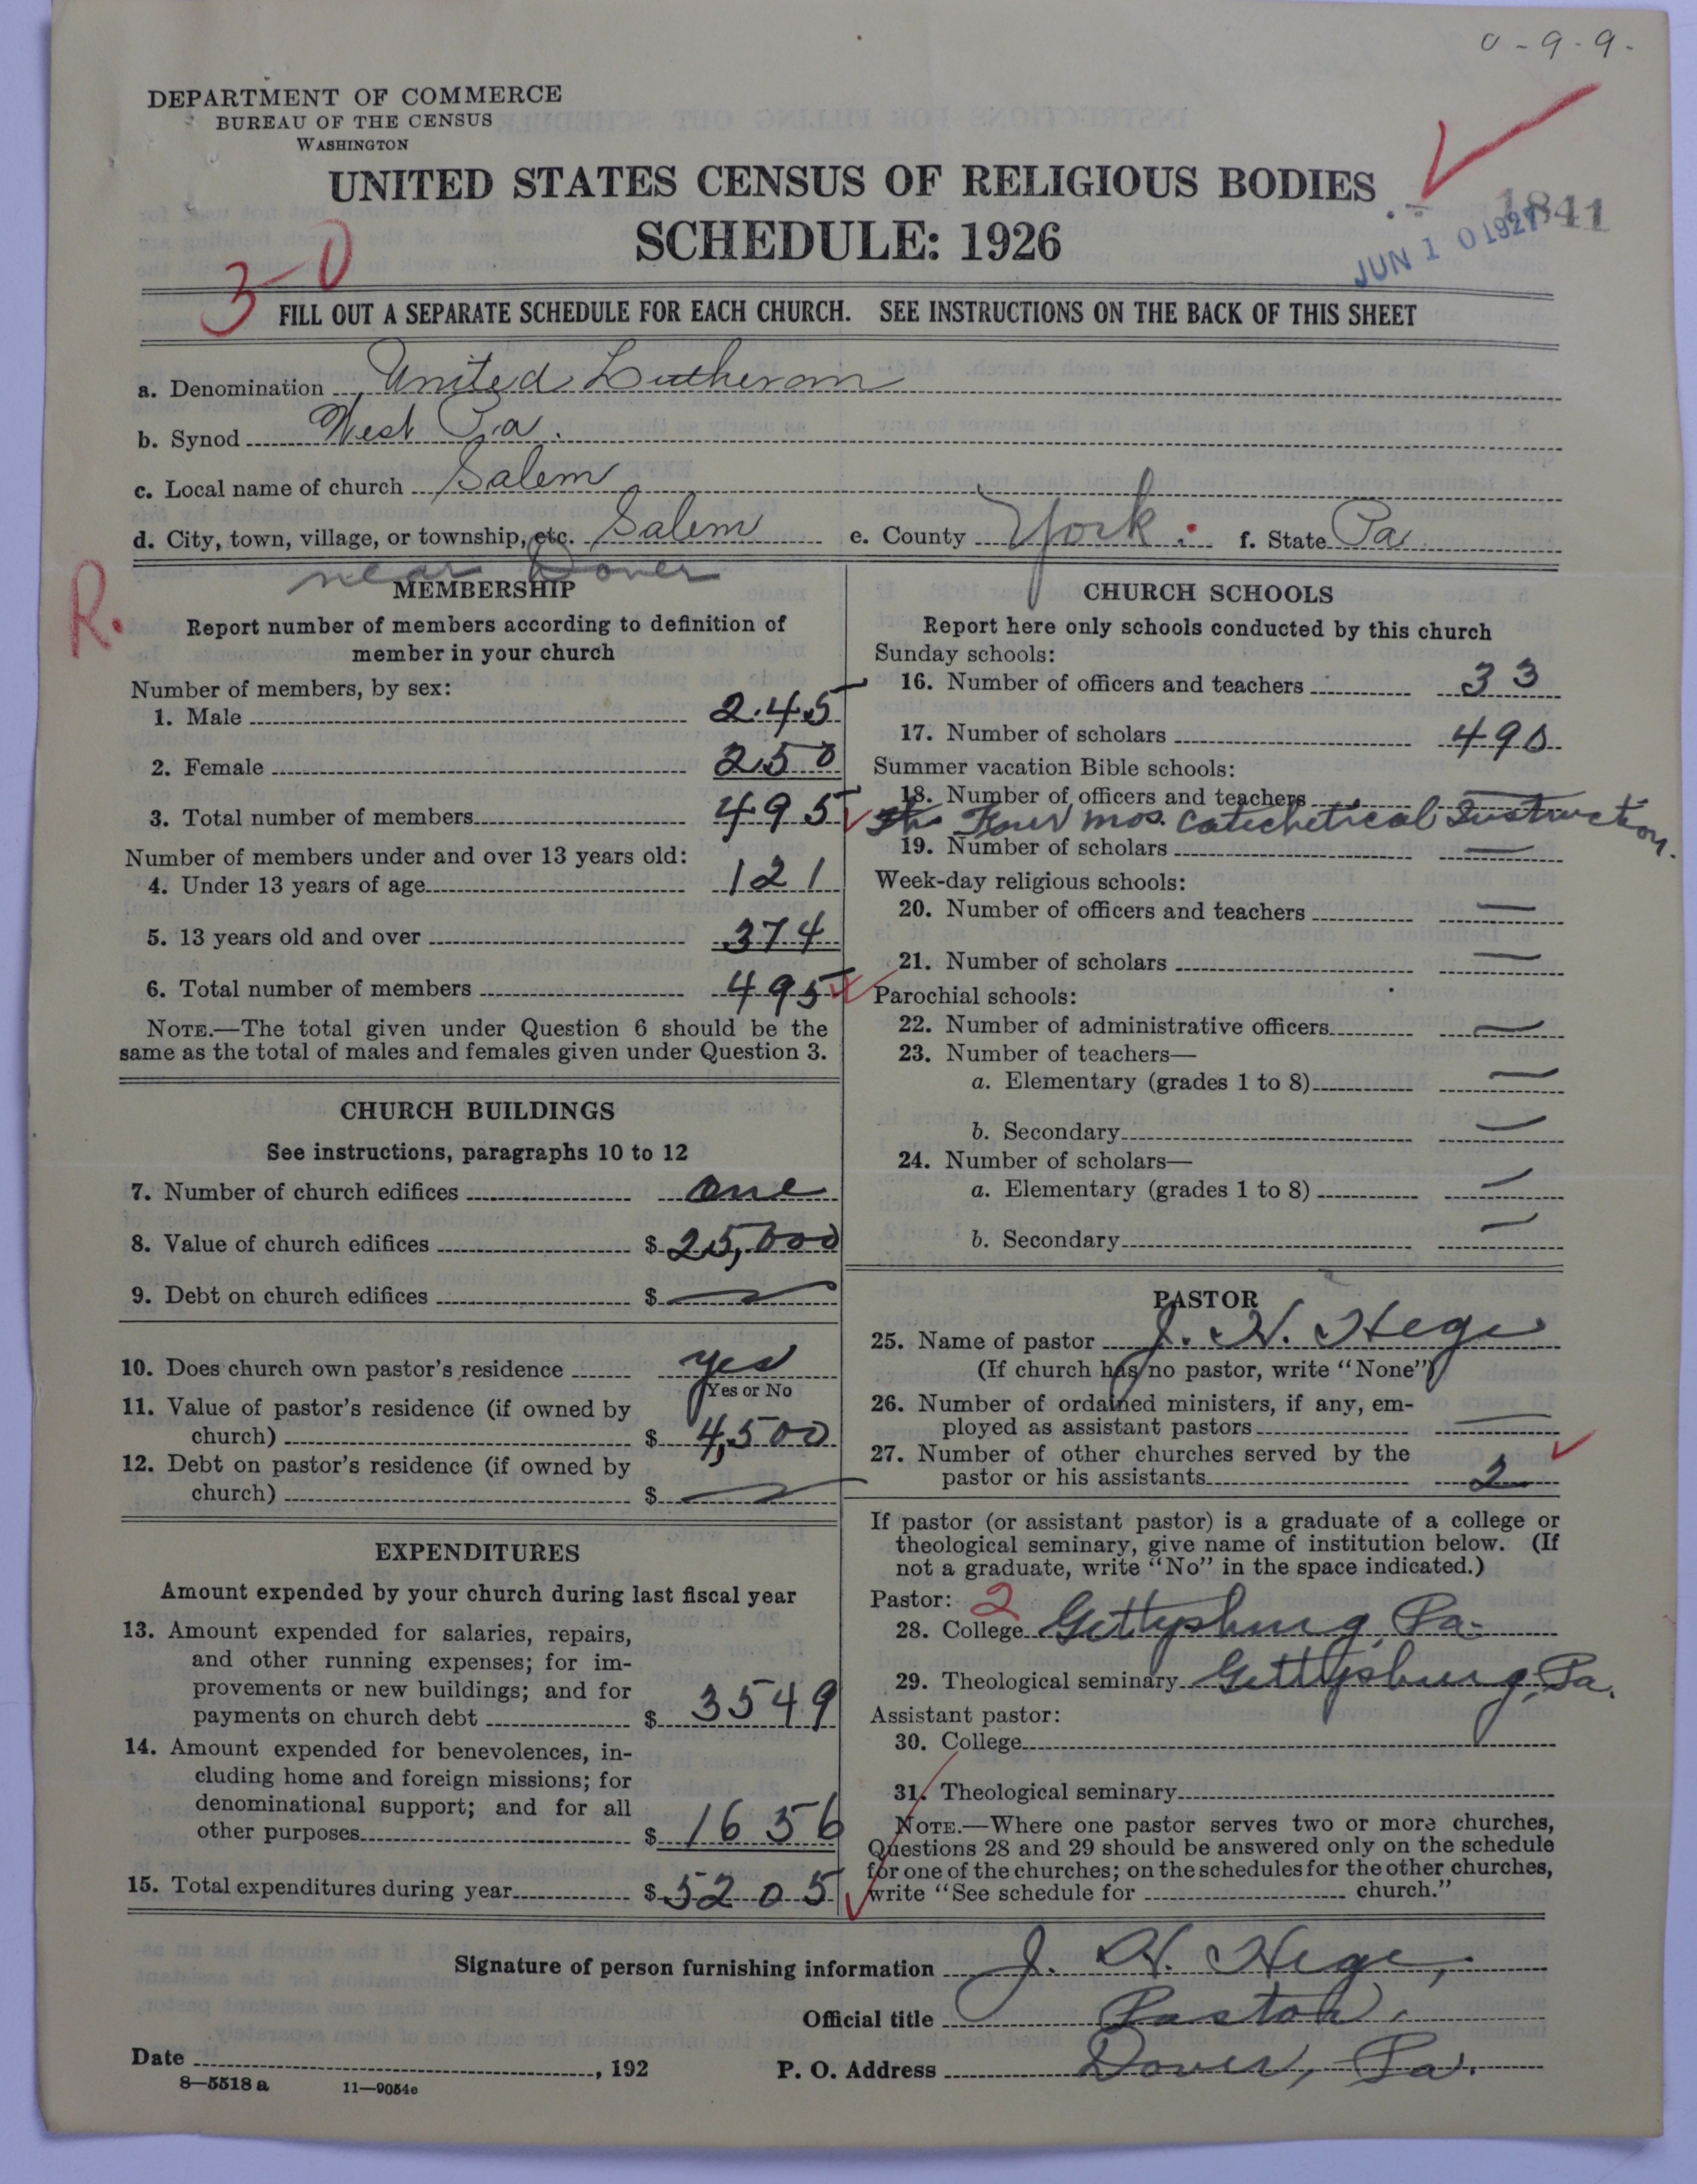 0-9-9-
DEPARTMENT OF COMMERCE
BUREAU OF THE CENSUS
WASHINGTON
UNITED STATES CENSUS OF RELIGIOUS BODIES
SCHEDULE: 1926
1841
JUN 10 1927
3-0
FILL OUT A SEPARATE SCHEDULE FOR EACH CHURCH. SEE INSTRUCTIONS ON THE BACK OF THIS SHEET
a. Denomination United Lutheran
b. Synod West Pa.
c. Local name of church Salem
d. City, town, village, or township, etc. Salem e. County York. f. State Pa
near Dover
R.
MEMBERSHIP
Report number of members according to definition of
member in your church
Number of members, by sex:
1. Male 245
2. Female 250
3. Total number of members 495
Number of members under and over 13 years old:
4. Under 13 years of age 121
5. 13 years old and over 374
6. Total number of members 495
NOTE.—The total given under Question 6 should be the
same as the total of males and females given under Question 3.
CHURCH BUILDINGS
See instructions, paragraphs 10 to 12
7. Number of church edifices one
8. Value of church edifices $ 25,000
9. Debt on church edifices $ —
10. Does church own pastor's residence yes
Yes or No
11. Value of pastor's residence (if owned by
church) $ 4,500
12. Debt on pastor's residence (if owned by
church) $ —
EXPENDITURES
Amount expended by your church during last fiscal year
13. Amount expended for salaries, repairs,
and other running expenses; for im-
provements or new buildings; and for
payments on church debt $ 3549
14. Amount expended for benevolences, in-
cluding home and foreign missions; for
denominational support; and for all
other purposes $ 1656
15. Total expenditures during year $ 5205
CHURCH SCHOOLS
Report here only schools conducted by this church
Sunday schools:
16. Number of officers and teachers 33
17. Number of scholars 490
Summer vacation Bible schools:
18. Number of officers and teachers —
Four mos. Catechetical Instruction.
19. Number of scholars —
Week-day religious schools:
20. Number of officers and teachers —
21. Number of scholars —
Parochial schools:
22. Number of administrative officers —
23. Number of teachers—
a. Elementary (grades 1 to 8) —
b. Secondary —
24. Number of scholars—
a. Elementary (grades 1 to 8) —
b. Secondary —
PASTOR
25. Name of pastor J. H. Hege
(If church has no pastor, write "None")
26. Number of ordained ministers, if any, em-
ployed as assistant pastors —
27. Number of other churches served by the
pastor or his assistants 2
If pastor (or assistant pastor) is a graduate of a college or
theological seminary, give name of institution below. (If
not a graduate, write "No" in the space indicated.)
Pastor: 2
28. College Gettysburg, Pa.
29. Theological seminary Gettysburg, Pa.
Assistant pastor:
30. College
31. Theological seminary
NOTE.—Where one pastor serves two or more churches,
Questions 28 and 29 should be answered only on the schedule
for one of the churches; on the schedules for the other churches,
write "See schedule for church."
Signature of person furnishing information J. H. Hege,
Official title Pastor.
Date , 192 P. O. Address Dover, Pa.
8—5518 a 11—9054e